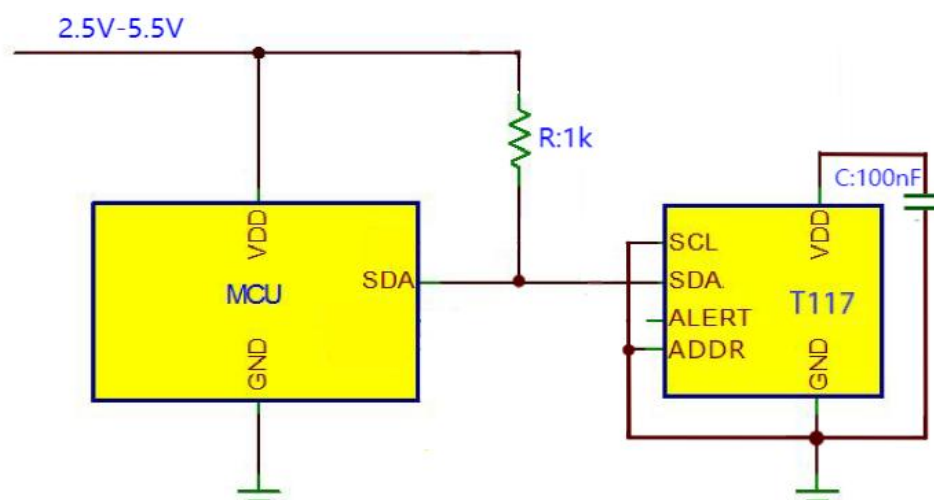 2.5V-5.5V
R:1k
C:100nF
VDD
VDD
SCL
SDA
SDA
MCU
T117
ALERT
ADDR
GND
GND